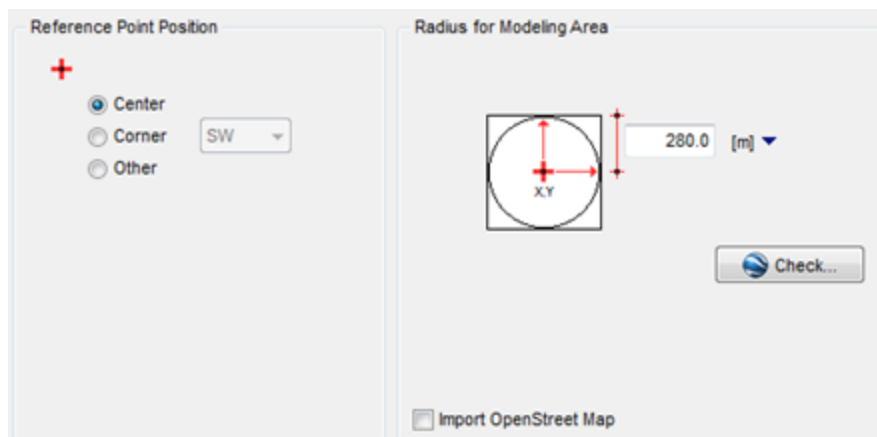 Reference Point Position
Center
Corner
SW
Other
Radius for Modeling Area
X,Y
280.0 [m]
Check...
Import OpenStreet Map